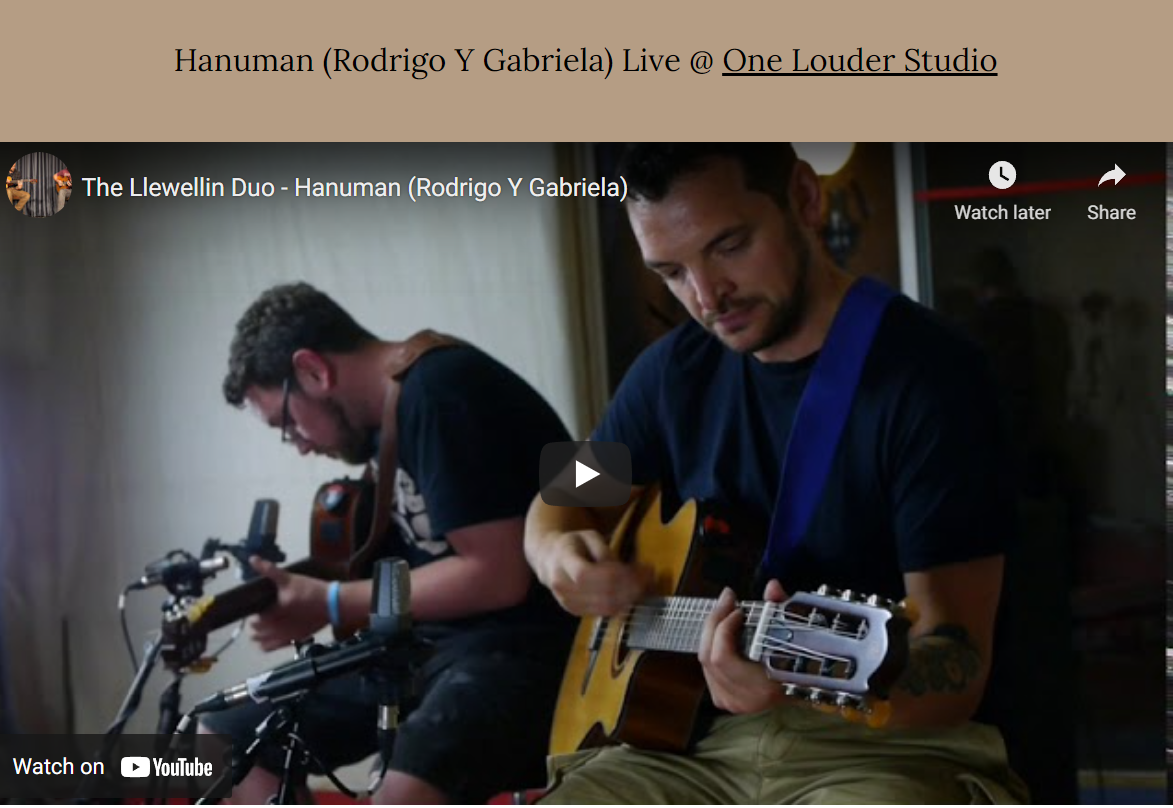 Hanuman (Rodrigo Y Gabriela) Live @ One Louder Studio
The Llewellin Duo - Hanuman (Rodrigo Y Gabriela)
Watch later
Share
Watch on YouTube